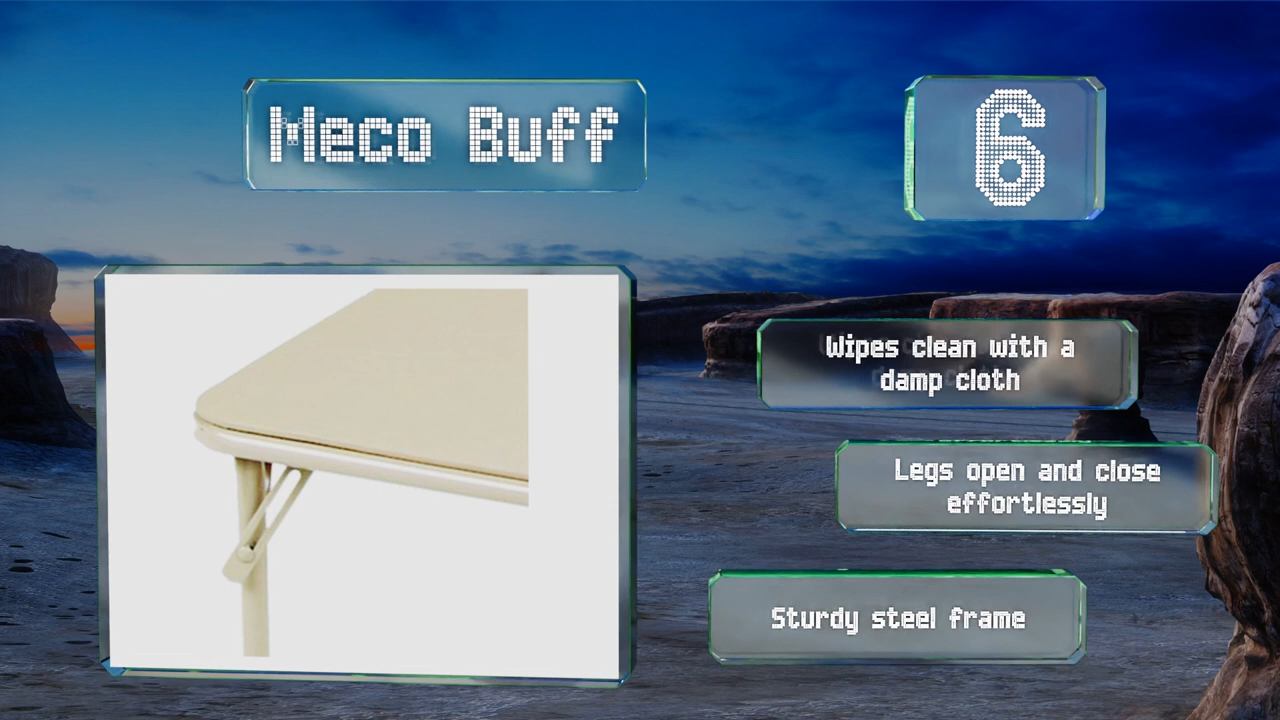 Meco Buff
6
Wipes clean with a
damp cloth
Legs open and close
effortlessly
Sturdy steel frame